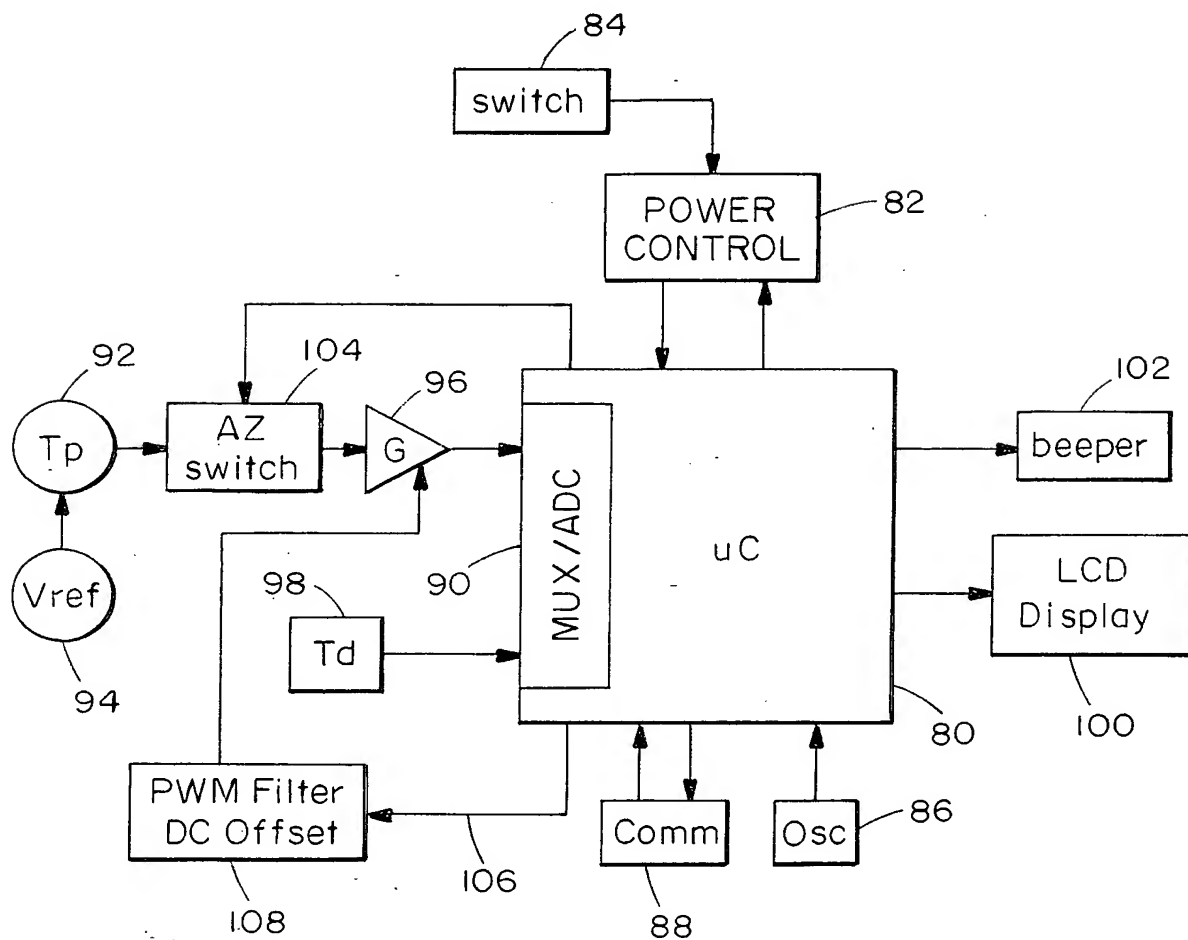 84
switch
POWER
CONTROL
82
92
104
96
102
Tp
AZ
switch
G
beeper
MUX/ADC
uC
90
98
Vref
Td
LCD
Display
94
100
80
PWM Filter
DC Offset
106
Comm
Osc
86
108
88